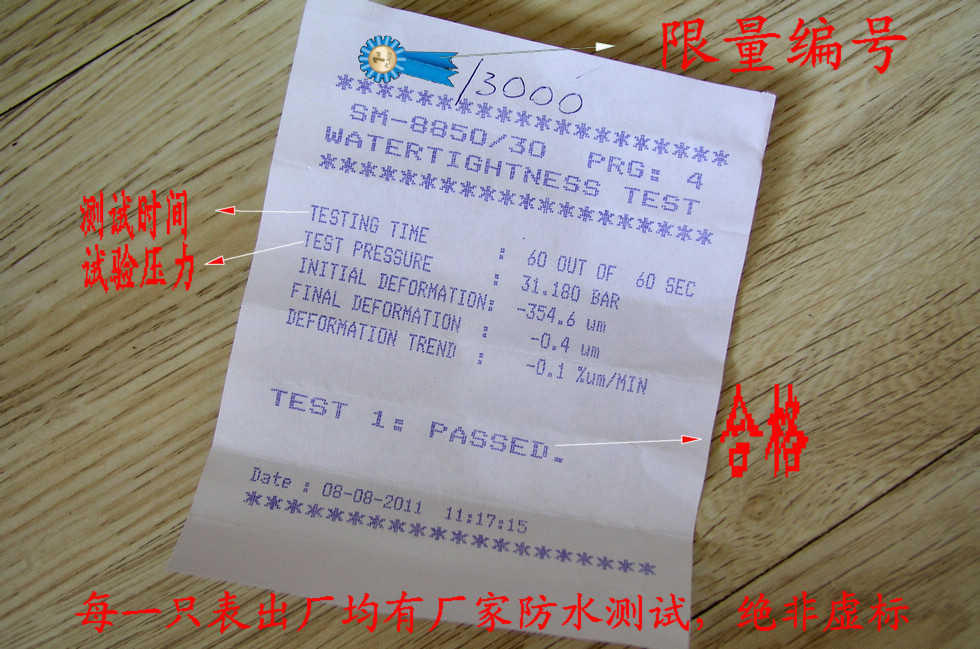 限量编号
/3000
********************
SM-8850/30 PRG: 4
WATERTIGHTNESS TEST
********************
测试时间
试验压力
TESTING TIME : 60 OUT OF 60 SEC
TEST PRESSURE : 31.180 BAR
INITIAL DEFORMATION: -354.6 um
FINAL DEFORMATION : -0.4 um
DEFORMATION TREND : -0.1 %um/MIN
TEST 1: PASSED.
合格
Date : 08-08-2011 11:17:15
********************
每一只表出厂均有厂家防水测试，绝非虚标